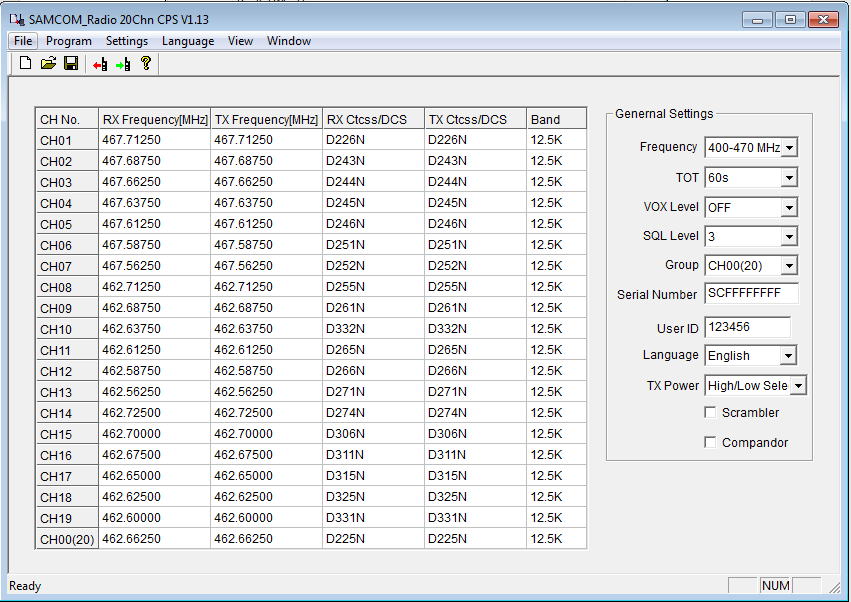 SAMCOM_Radio 20Chn CPS V1.13
File Program Settings Language View Window
CH No. RX Frequency[MHz] TX Frequency[MHz] RX Ctcss/DCS TX Ctcss/DCS Band
CH01 467.71250 467.71250 D226N D226N 12.5K
CH02 467.68750 467.68750 D243N D243N 12.5K
CH03 467.66250 467.66250 D244N D244N 12.5K
CH04 467.63750 467.63750 D245N D245N 12.5K
CH05 467.61250 467.61250 D246N D246N 12.5K
CH06 467.58750 467.58750 D251N D251N 12.5K
CH07 467.56250 467.56250 D252N D252N 12.5K
CH08 462.71250 462.71250 D255N D255N 12.5K
CH09 462.68750 462.68750 D261N D261N 12.5K
CH10 462.63750 462.63750 D332N D332N 12.5K
CH11 462.61250 462.61250 D265N D265N 12.5K
CH12 462.58750 462.58750 D266N D266N 12.5K
CH13 462.56250 462.56250 D271N D271N 12.5K
CH14 462.72500 462.72500 D274N D274N 12.5K
CH15 462.70000 462.70000 D306N D306N 12.5K
CH16 462.67500 462.67500 D311N D311N 12.5K
CH17 462.65000 462.65000 D315N D315N 12.5K
CH18 462.62500 462.62500 D325N D325N 12.5K
CH19 462.60000 462.60000 D331N D331N 12.5K
CH00(20) 462.66250 462.66250 D225N D225N 12.5K
Gennernal Settings
Frequency 400-470 MHz
TOT 60s
VOX Level OFF
SQL Level 3
Group CH00(20)
Serial Number SCFFFFFFFF
User ID 123456
Language English
TX Power High/Low Sele
Scrambler
Compandor
Ready NUM